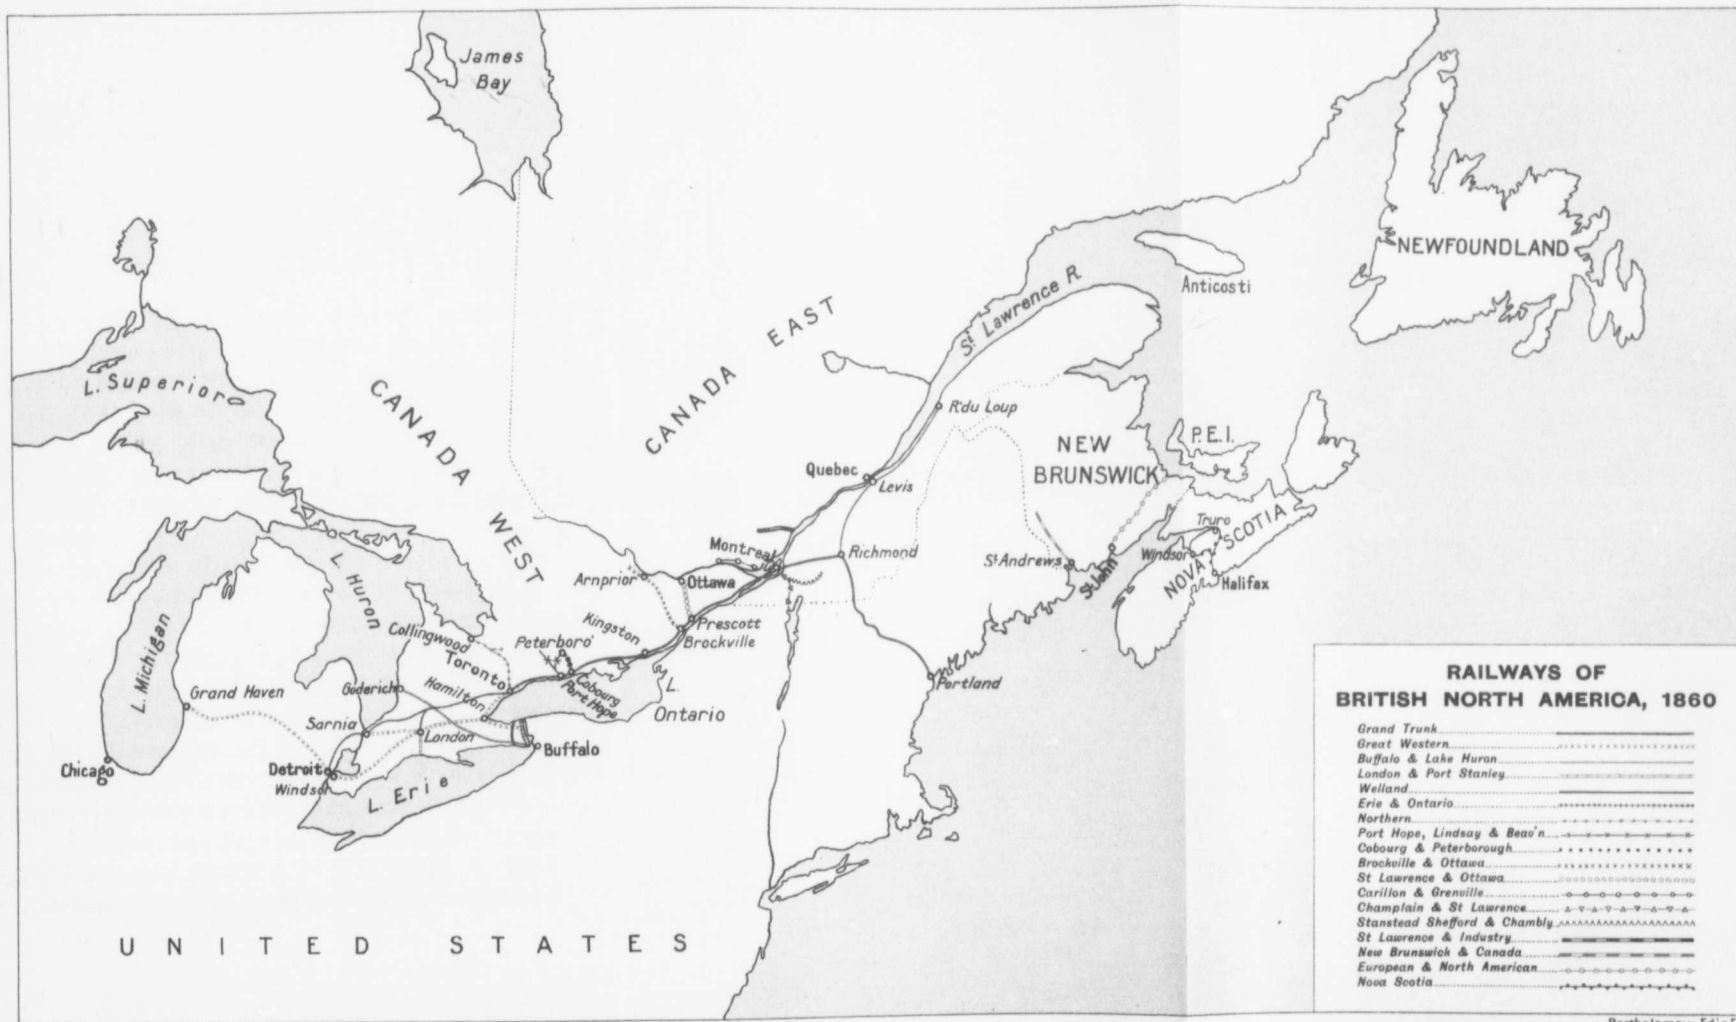 James
Bay
L. Superior
CANADA
WEST
CANADA EAST
St. Lawrence R.
Anticosti
NEWFOUNDLAND
R. du Loup
NEW
BRUNSWICK
P.E.I.
Quebec
Levis
Truro
NOVA SCOTIA
Windsor
Halifax
St. John
St. Andrews
Richmond
Montreal
Arnprior
Ottawa
Prescott
Brockville
Kingston
Peterboro'
Cobourg
Port Hope
Collingwood
Toronto
Hamilton
Goderich
L. Huron
L. Michigan
Grand Haven
Sarnia
London
L.
Ontario
Buffalo
Chicago
Detroit
Windsor
L. Erie
Portland
UNITED STATES
RAILWAYS OF
BRITISH NORTH AMERICA, 1860
Grand Trunk
Great Western
Buffalo & Lake Huron
London & Port Stanley
Welland
Erie & Ontario
Northern
Port Hope, Lindsay & Beav'n
Cobourg & Peterborough
Brockville & Ottawa
St Lawrence & Ottawa
Carillon & Grenville
Champlain & St Lawrence
Stanstead Shefford & Chambly
St Lawrence & Industry
New Brunswick & Canada
European & North American
Nova Scotia